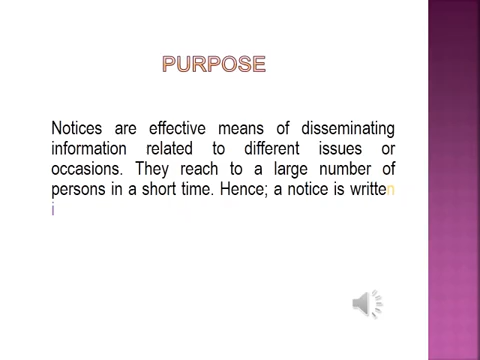 PURPOSE
Notices are effective means of disseminating
information related to different issues or
occasions. They reach to a large number of
persons in a short time. Hence; a notice is written
i